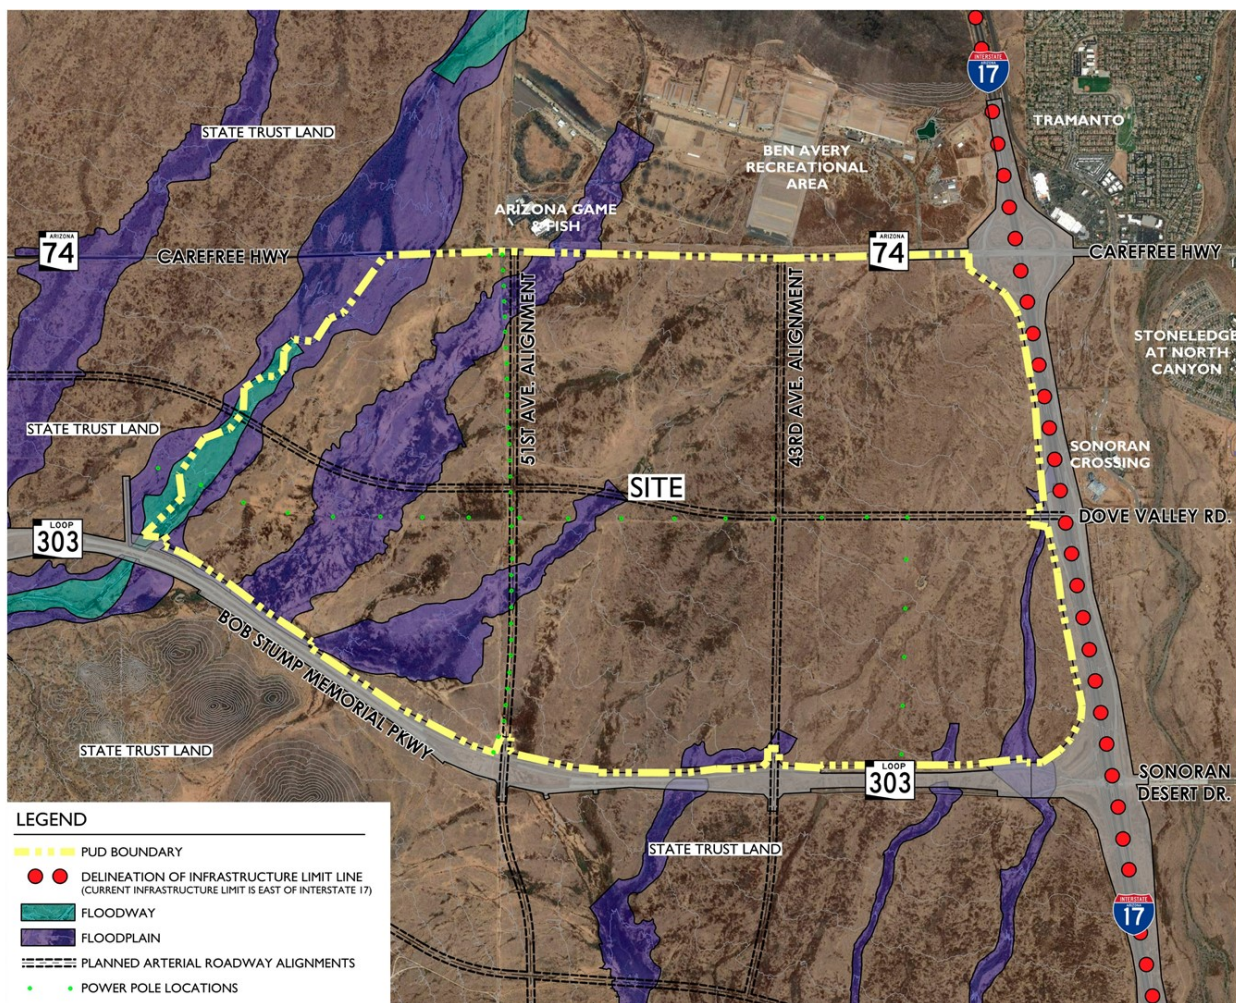 INTERSTATE
ARIZONA
17
TRAMANTO
STATE TRUST LAND
BEN AVERY
RECREATIONAL
AREA
ARIZONA GAME
& FISH
ARIZONA
74
CAREFREE HWY
ARIZONA
74
CAREFREE HWY
51ST AVE. ALIGNMENT
43RD AVE. ALIGNMENT
STONELEDGE
AT NORTH
CANYON
STATE TRUST LAND
SONORAN
CROSSING
SITE
DOVE VALLEY RD.
LOOP
303
BOB STUMP MEMORIAL PKWY
STATE TRUST LAND
LOOP
303
SONORAN
DESERT DR.
STATE TRUST LAND
INTERSTATE
ARIZONA
17
LEGEND
PUD BOUNDARY
DELINEATION OF INFRASTRUCTURE LIMIT LINE
(CURRENT INFRASTRUCTURE LIMIT IS EAST OF INTERSTATE 17)
FLOODWAY
FLOODPLAIN
PLANNED ARTERIAL ROADWAY ALIGNMENTS
POWER POLE LOCATIONS